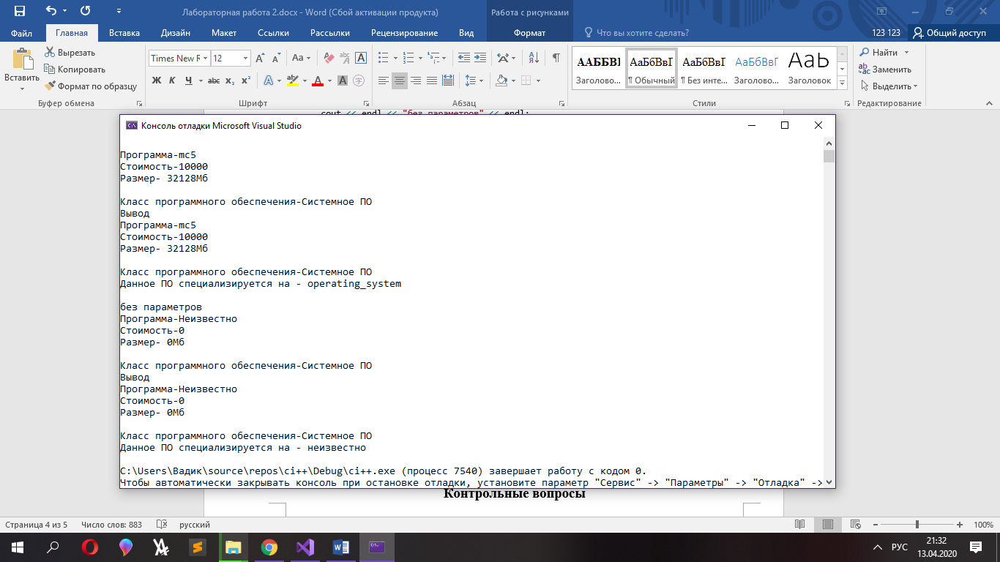 Лабораторная работа 2.docx - Word (Сбой активации продукта)
Работа с рисунками
Файл Главная Вставка Дизайн Макет Ссылки Рассылки Рецензирование Вид Формат Что вы хотите сделать? 123 123 Общий доступ
Вставить
Вырезать
Копировать
Формат по образцу
Буфер обмена
Times New R 12
Ж К Ч abc x₂ x²
Шрифт
Абзац
ААББВІ АаБбВвГ АаБбВвГ АаБбВвГ АаЬ
Заголово... ¶ Обычный ¶ Без инте... Заголово... Заголовок
Стили
Найти
Заменить
Выделить
Редактирование
cout << endl << "без параметров" << endl;
Консоль отладки Microsoft Visual Studio
Программа-mc5
Стоимость-10000
Размер- 32128Мб
Класс программного обеспечения-Системное ПО
Вывод
Программа-mc5
Стоимость-10000
Размер- 32128Мб
Класс программного обеспечения-Системное ПО
Данное ПО специализируется на - operating_system
без параметров
Программа-Неизвестно
Стоимость-0
Размер- 0Мб
Класс программного обеспечения-Системное ПО
Вывод
Программа-Неизвестно
Стоимость-0
Размер- 0Мб
Класс программного обеспечения-Системное ПО
Данное ПО специализируется на - неизвестно
C:\Users\Вадик\source\repos\ci++\Debug\ci++.exe (процесс 7540) завершает работу с кодом 0.
Чтобы автоматически закрывать консоль при остановке отладки, установите параметр "Сервис" -> "Параметры" -> "Отладка" ->
Контрольные вопросы
Страница 4 из 5 Число слов: 883 русский 100%
РУС
21:32
13.04.2020